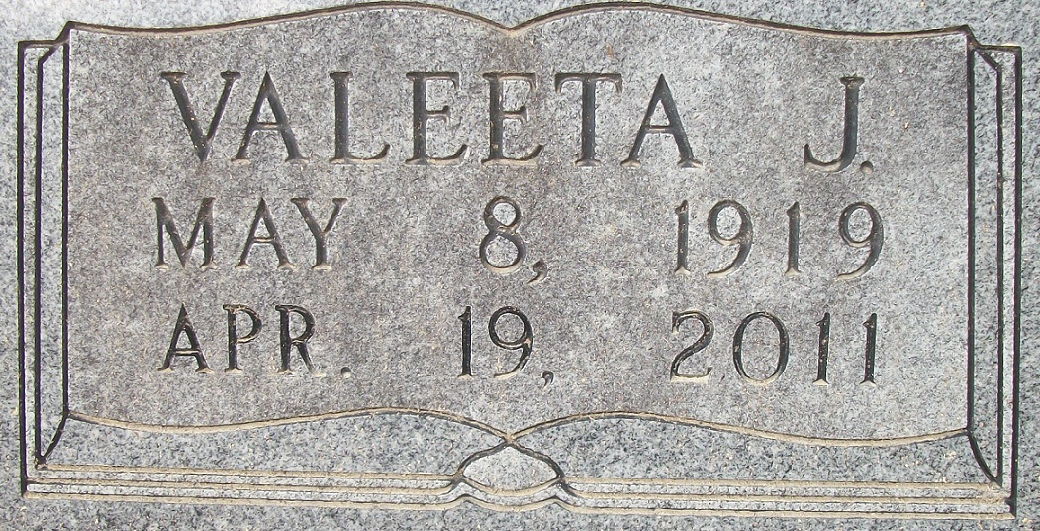 VALEETA J.
MAY 8, 1919
APR. 19, 2011